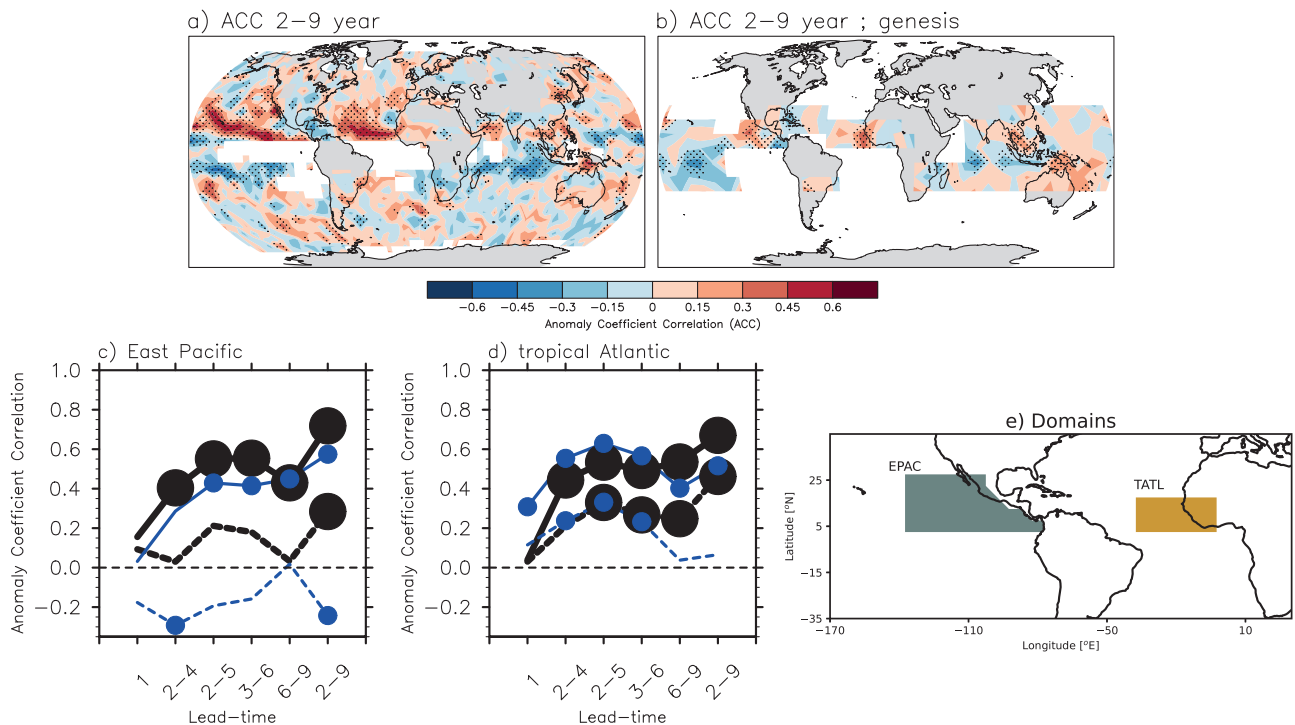 a) ACC 2–9 year
b) ACC 2–9 year ; genesis
−0.6 −0.45 −0.3 −0.15 0 0.15 0.3 0.45 0.6
Anomaly Coefficient Correlation (ACC)
c) East Pacific
Anomaly Coefficient Correlation
1.0
0.8
0.6
0.4
0.2
0.0
−0.2
1 2–4 2–5 3–6 6–9 2–9
Lead–time
d) tropical Atlantic
Anomaly Coefficient Correlation
1.0
0.8
0.6
0.4
0.2
0.0
−0.2
1 2–4 2–5 3–6 6–9 2–9
Lead–time
e) Domains
EPAC
TATL
Latitude [°N]
25
5
−15
−35
−170 −110 −50 10
Longitude [°E]